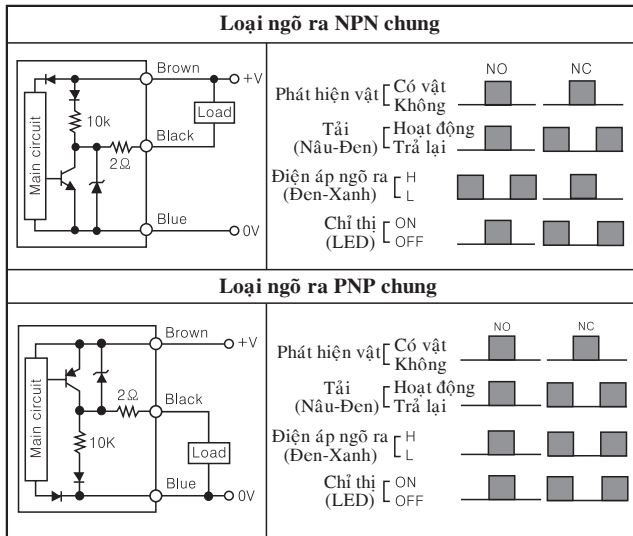 Loại ngõ ra NPN chung
Main circuit
10k
2Ω
Brown
+V
Load
Black
Blue
0V
NO NC
Phát hiện vật Có vật
Không
Tải Hoạt động
(Nâu-Đen) Trả lại
Điện áp ngõ ra H
(Đen-Xanh) L
Chỉ thị ON
(LED) OFF
Loại ngõ ra PNP chung
Main circuit
2Ω
10K
Brown
+V
Black
Load
Blue
0V
NO NC
Phát hiện vật Có vật
Không
Tải Hoạt động
(Nâu-Đen) Trả lại
Điện áp ngõ ra H
(Đen-Xanh) L
Chỉ thị ON
(LED) OFF